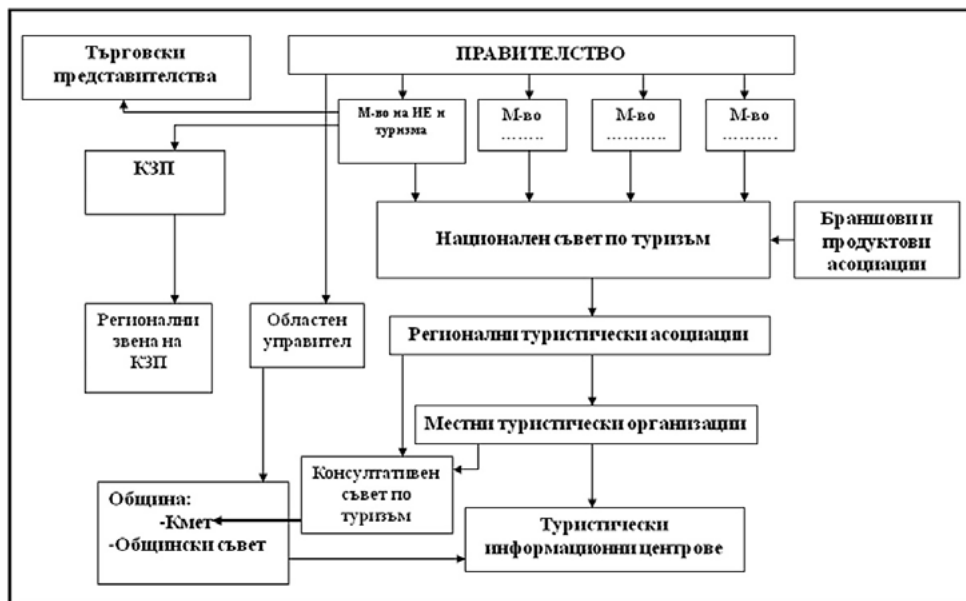 Търговски
представителства
ПРАВИТЕЛСТВО
М-во на ИЕ и
туризма
М-во
........
М-во
..........
М-во
..........
КЗП
Национален съвет по туризъм
Браншови и
продуктови
асоциации
Регионални
звена на
КЗП
Областен
управител
Регионални туристически асоциации
Местни туристически организации
Консултативен
съвет по
туризъм
Община:
-Кмет
-Общински съвет
Туристически
информационни центрове